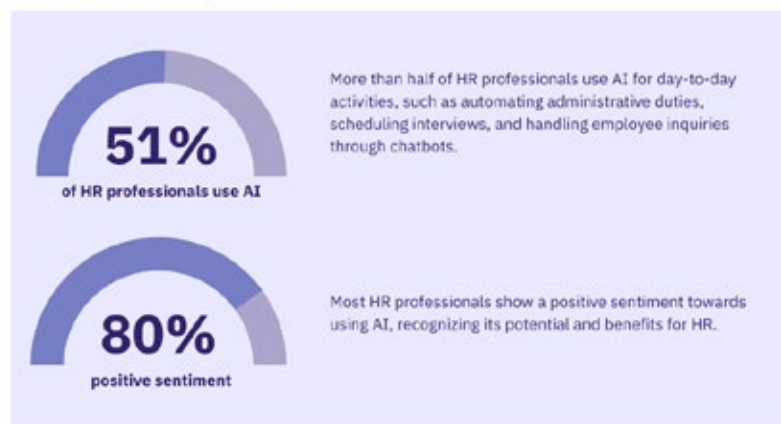 51%
of HR professionals use AI
More than half of HR professionals use AI for day-to-day
activities, such as automating administrative duties,
scheduling interviews, and handling employee inquiries
through chatbots.
80%
positive sentiment
Most HR professionals show a positive sentiment towards
using AI, recognizing its potential and benefits for HR.